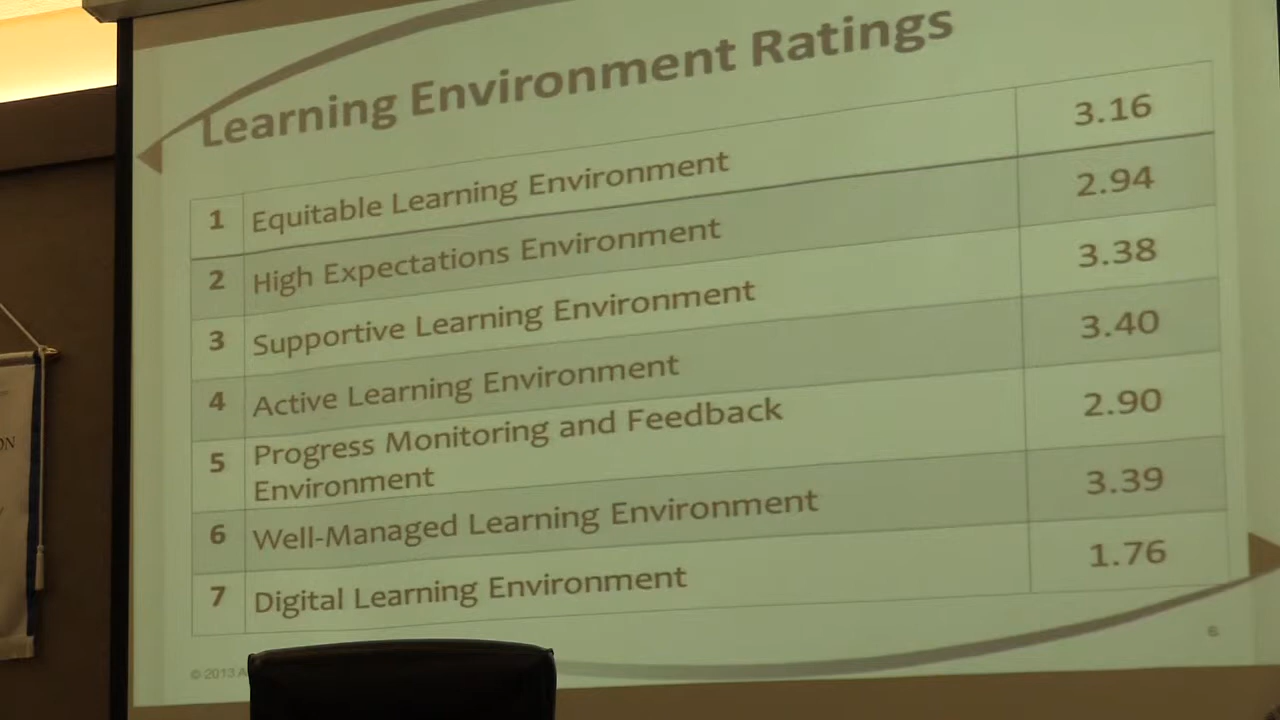 Learning Environment Ratings
1 Equitable Learning Environment 3.16
2 High Expectations Environment 2.94
3 Supportive Learning Environment 3.38
4 Active Learning Environment 3.40
5 Progress Monitoring and Feedback
Environment 2.90
6 Well-Managed Learning Environment 3.39
7 Digital Learning Environment 1.76
© 2013
6